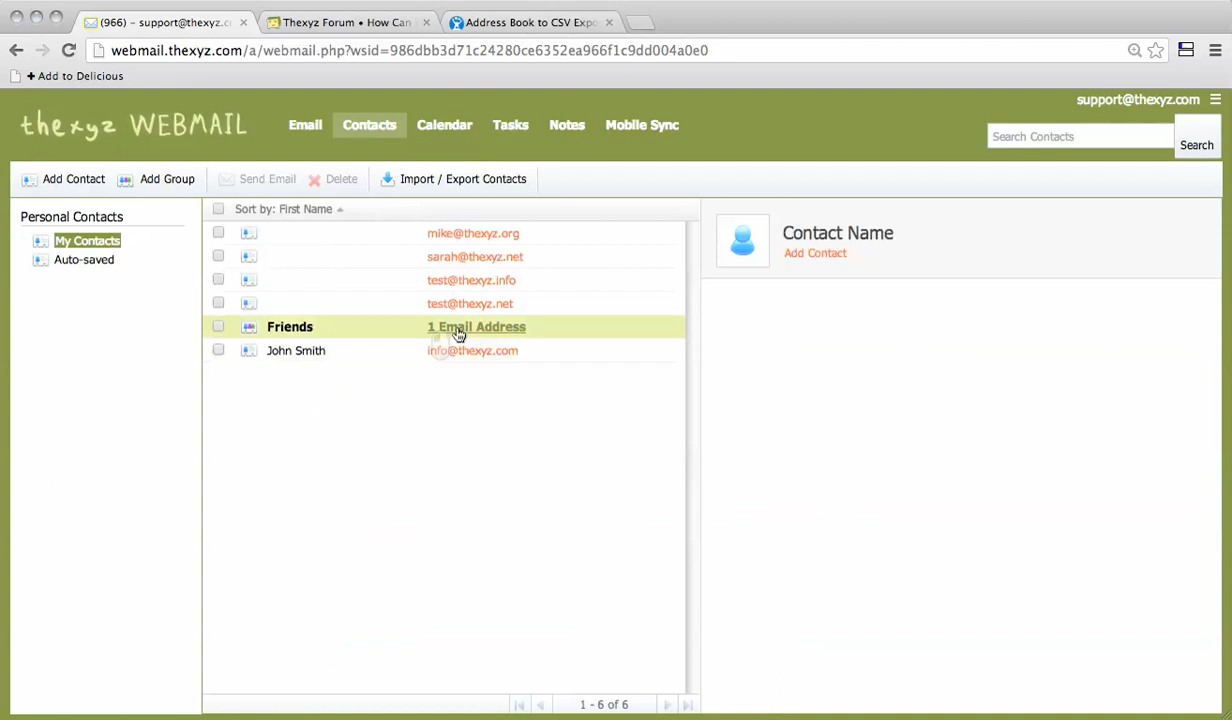 (966) – support@thexyz.c
Thexyz Forum • How Can
Address Book to CSV Expo
webmail.thexyz.com/a/webmail.php?wsid=986dbb3d71c24280ce6352ea966f1c9dd004a0e0
+ Add to Delicious
support@thexyz.com
thexyz WEBMAIL
Email Contacts Calendar Tasks Notes Mobile Sync
Search Contacts
Search
Add Contact Add Group Send Email Delete Import / Export Contacts
Personal Contacts
My Contacts
Auto-saved
Sort by: First Name
mike@thexyz.org
sarah@thexyz.net
test@thexyz.info
test@thexyz.net
Friends 1 Email Address
John Smith info@thexyz.com
1 - 6 of 6
Contact Name
Add Contact